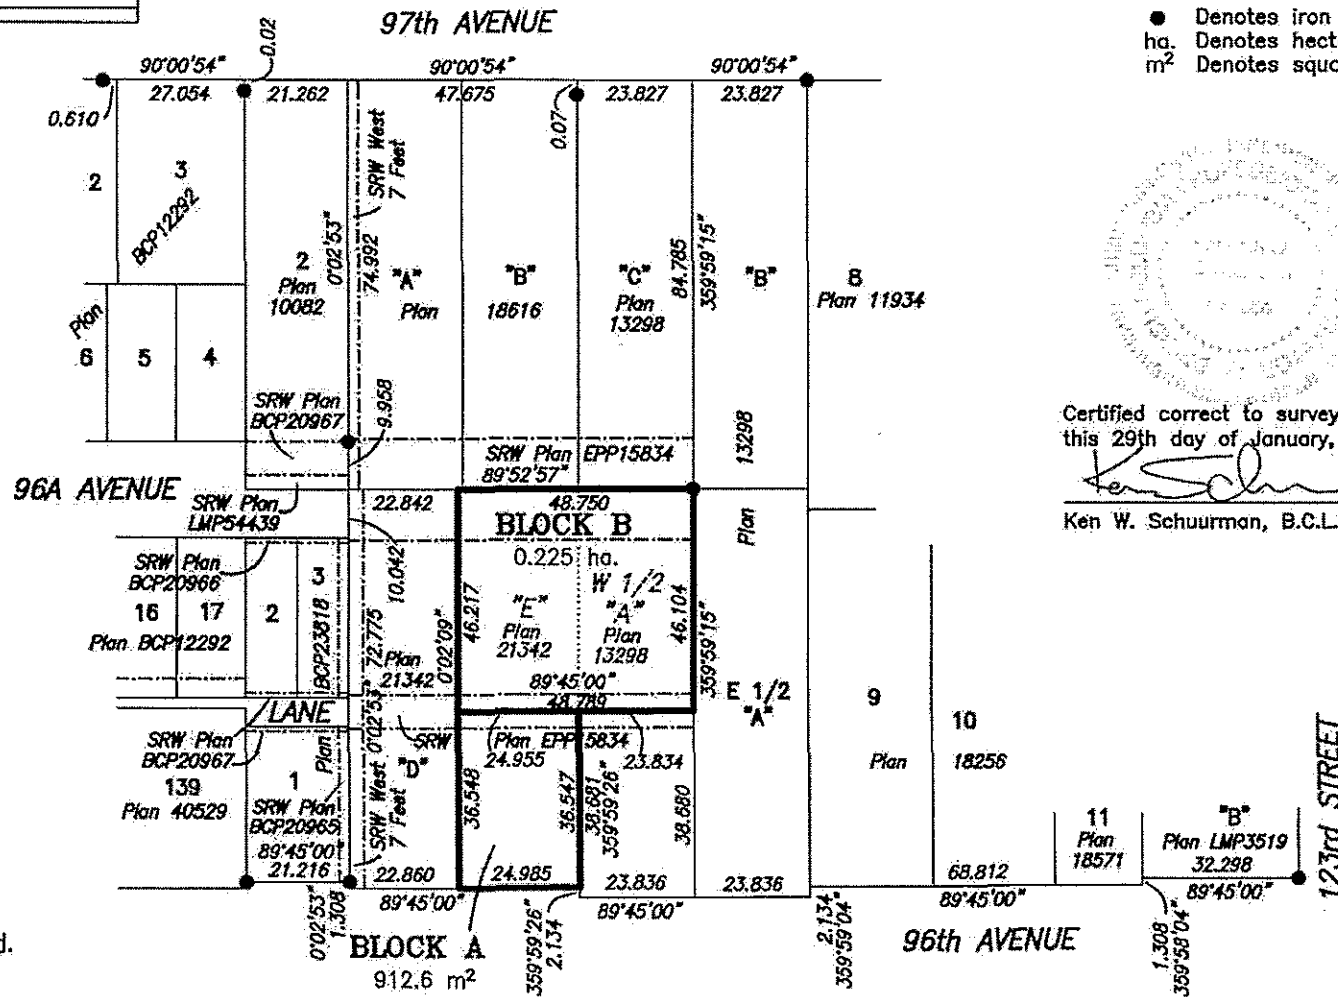 97th AVENUE
● Denotes iron
ha. Denotes hect
m² Denotes squa
0.02
90°00'54"
90°00'54"
90°00'54"
27.054
21.262
47.675
23.827
23.827
0.610
0.07
SRW West
7 Feet
2
3
BCP12292
2
Plan
10082
0°02'53"
74.992
"A"
Plan
"B"
18616
"C"
Plan
13298
84.785
359°59'15"
"B"
8
Plan 11934
Plan
6
5
4
SRW Plan
BCP20967
9.958
SRW Plan EPP15834
89°52'57"
13298
Plan
Certified correct to survey
this 29th day of January,
Ken W. Schuurman, B.C.L.
96A AVENUE
SRW Plan
LMP54439
22.842
48.750
BLOCK B
0.225 ha.
SRW Plan
BCP20966
16
17
Plan BCP12292
2
3
BCP23818
Plan
72.775
10.042
Plan
21342
0°02'09"
46.217
"E"
Plan
21342
W 1/2
"A"
Plan
13298
46.104
359°59'15"
89°45'00"
48.789
E 1/2
"A"
9
Plan
10
18256
LANE
0°02'53"
SRW Plan EPP15834
SRW Plan
BCP20967
139
Plan 40529
1
SRW Plan
BCP20965
89°45'00"
21.216
SRW West
7 Feet
"D"
24.955
23.834
36.548
36.547
38.681
359°59'26"
38.680
11
Plan
18571
"B"
Plan LMP3519
32.298
89°45'00"
123rd STREET
22.860
24.985
23.836
23.836
68.812
89°45'00"
89°45'00"
89°45'00"
0°02'53"
1.308
BLOCK A
912.6 m²
359°59'26"
2.134
2.134
359°59'04"
96th AVENUE
1.308
359°58'04"
d.